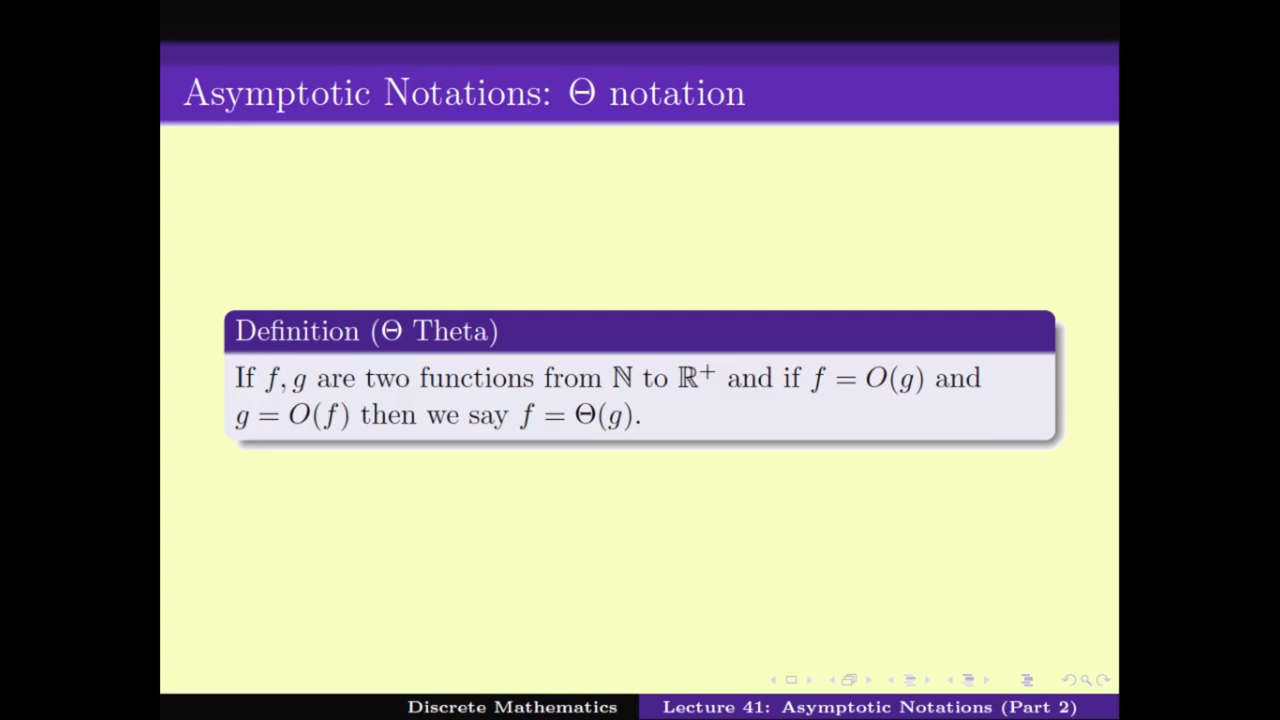 Asymptotic Notations: Θ notation
Definition (Θ Theta)
If f, g are two functions from ℕ to ℝ⁺ and if f = O(g) and
g = O(f) then we say f = Θ(g).
Discrete Mathematics
Lecture 41: Asymptotic Notations (Part 2)